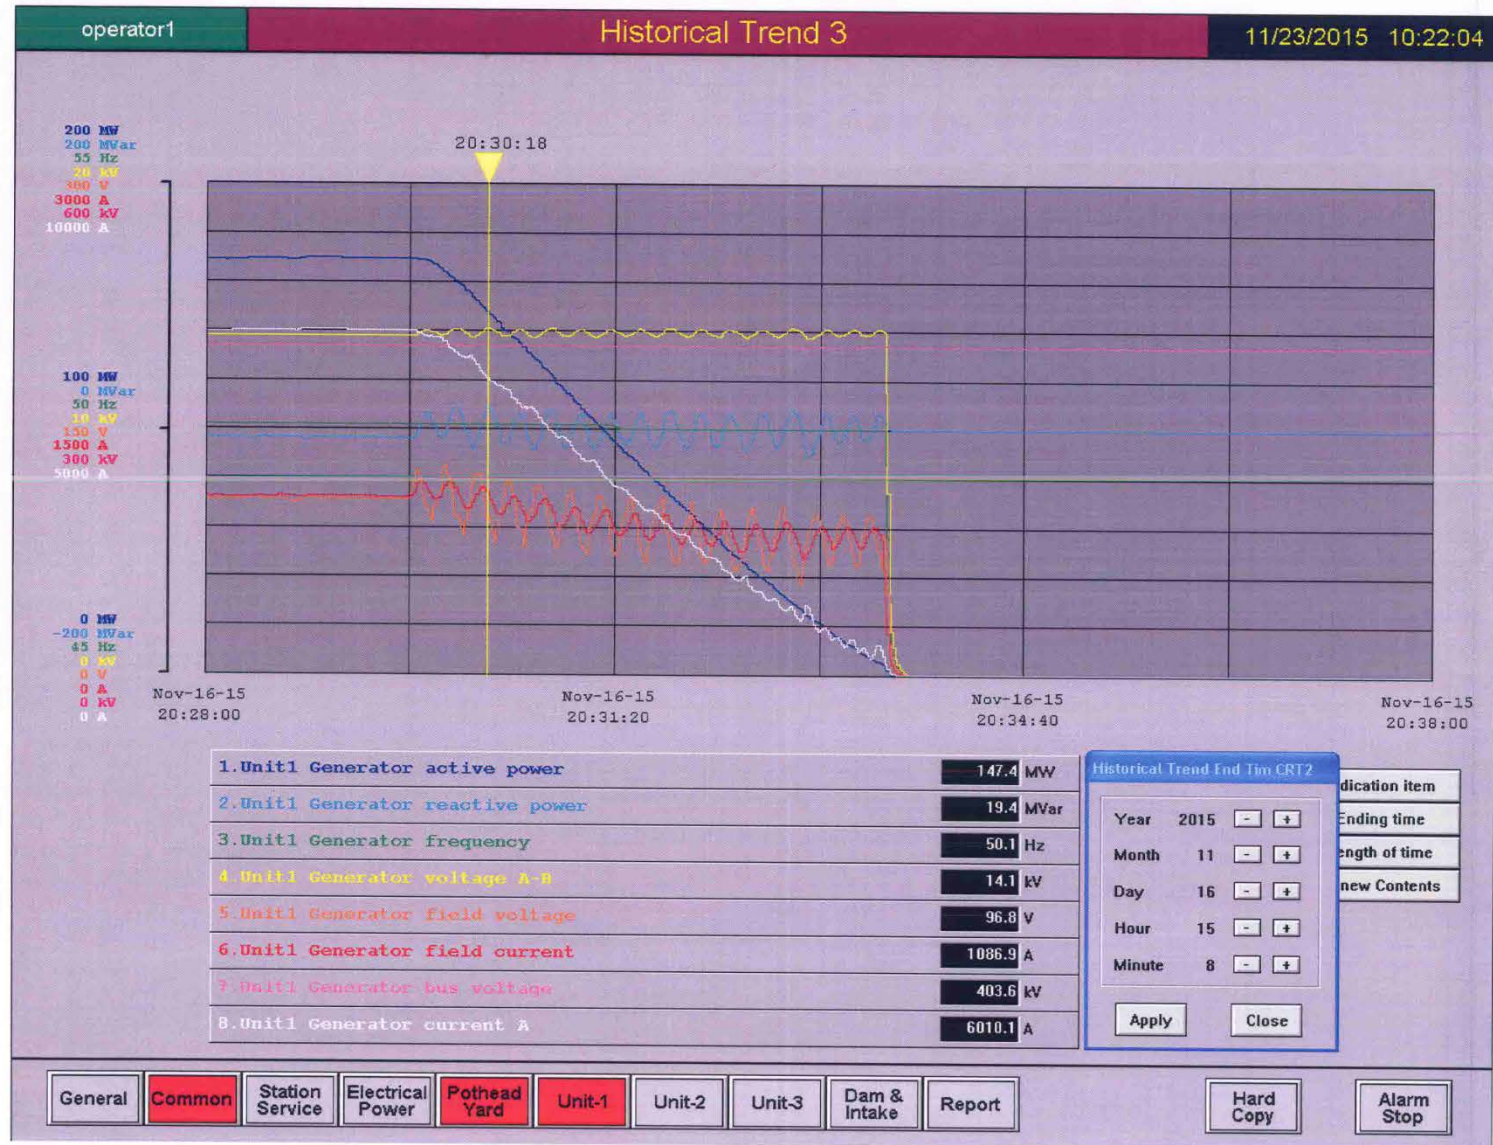 operator1
Historical Trend 3
11/23/2015 10:22:04
200 MW
200 MVar
55 Hz
20 kV
300 V
3000 A
600 kV
10000 A
20:30:18
100 MW
0 MVar
50 Hz
10 kV
150 V
1500 A
300 kV
5000 A
0 MW
-200 MVar
45 Hz
0 kV
0 V
0 A
0 kV
0 A
Nov-16-15
20:28:00
Nov-16-15
20:31:20
Nov-16-15
20:34:40
Nov-16-15
20:38:00
1.Unit1 Generator active power 147.4 MW
2.Unit1 Generator reactive power 19.4 MVar
3.Unit1 Generator frequency 50.1 Hz
4.Unit1 Generator voltage A-B 14.1 kV
5.Unit1 Generator field voltage 96.8 V
6.Unit1 Generator field current 1086.9 A
7.Unit1 Generator bus voltage 403.6 kV
8.Unit1 Generator current A 6010.1 A
Historical Trend End Tim CRT2
Year 2015 - +
Month 11 - +
Day 16 - +
Hour 15 - +
Minute 8 - +
Apply Close
dication item
Ending time
ength of time
new Contents
General
Common
Station
Service
Electrical
Power
Pothead
Yard
Unit-1
Unit-2
Unit-3
Dam &
Intake
Report
Hard
Copy
Alarm
Stop